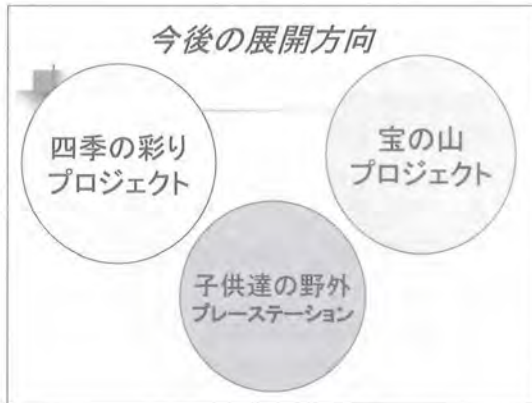 今後の展開方向
四季の彩り
プロジェクト
宝の山
プロジェクト
子供達の野外
プレーステーション